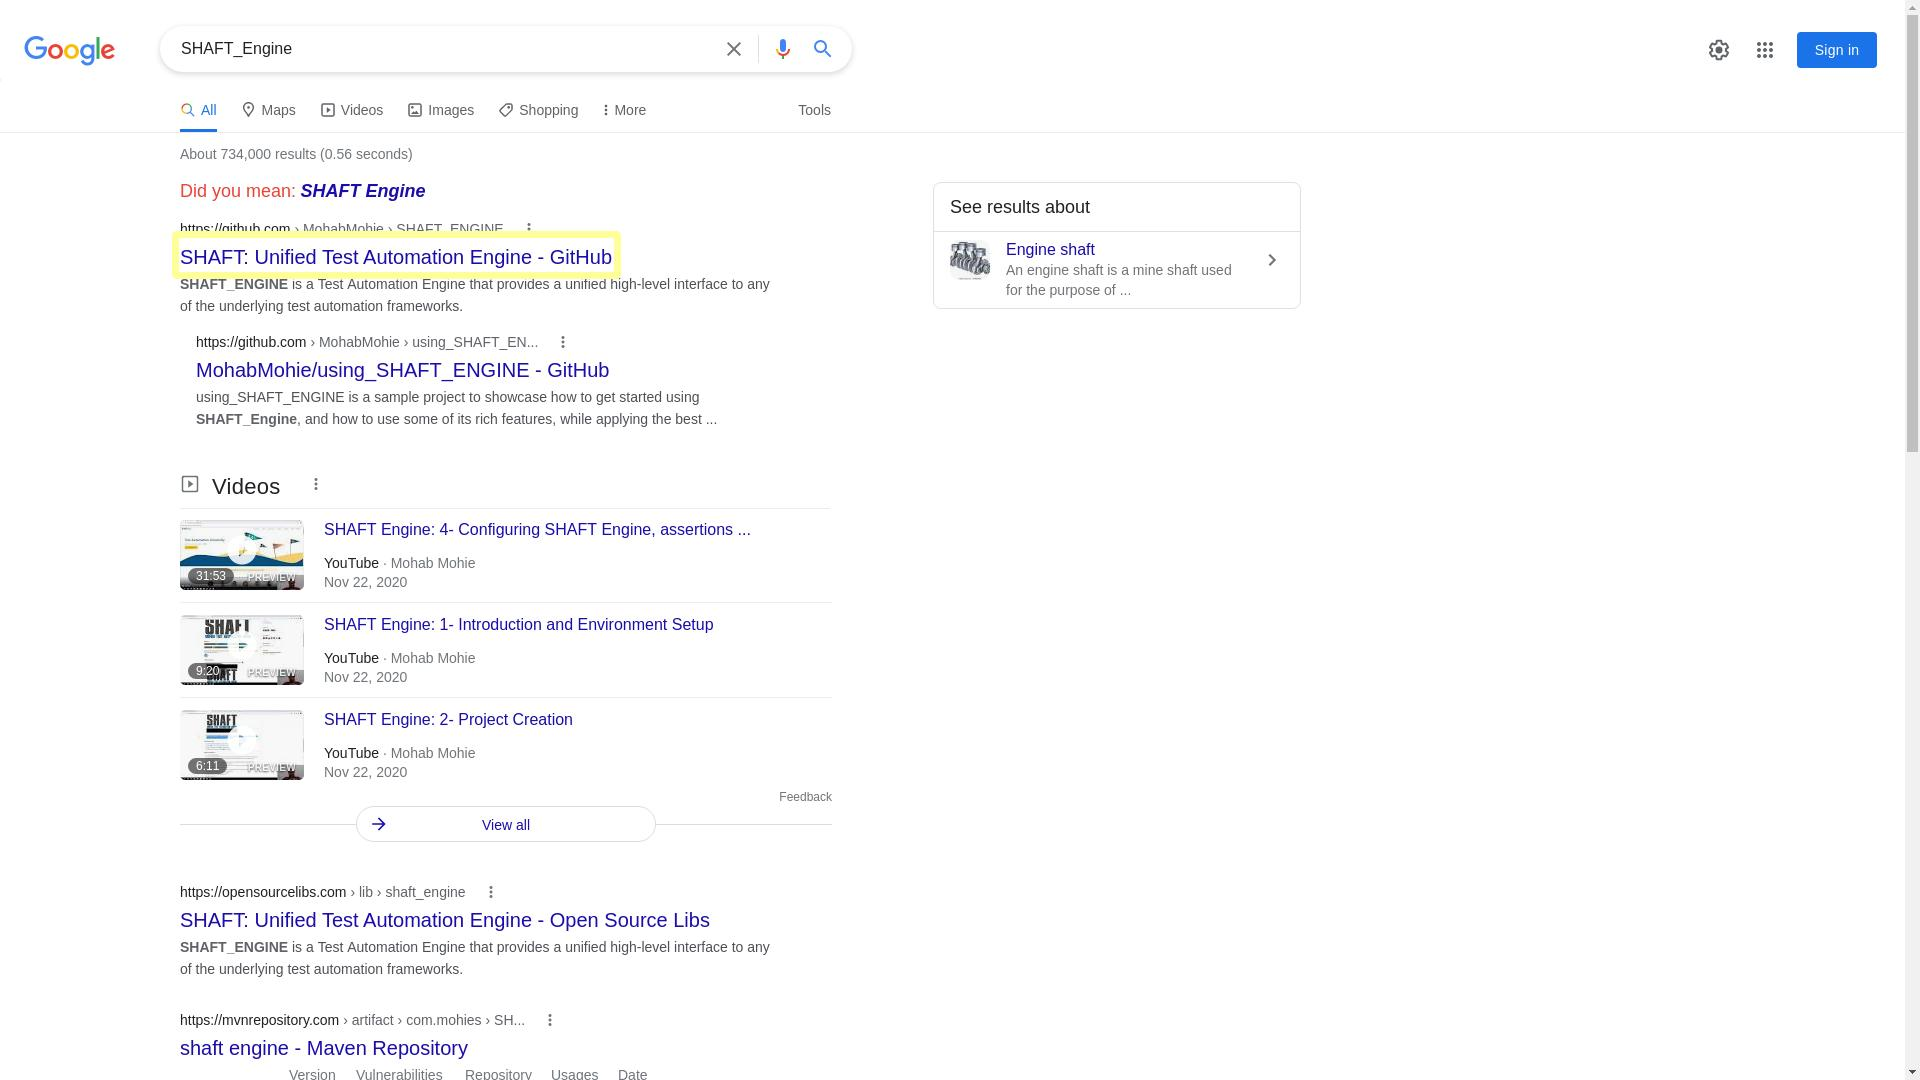 Google
SHAFT_Engine
Sign in
All
Maps
Videos
Images
Shopping
More
Tools
About 734,000 results (0.56 seconds)
Did you mean: SHAFT Engine
https://github.com › MohabMohie › SHAFT_ENGINE
SHAFT: Unified Test Automation Engine - GitHub
SHAFT_ENGINE is a Test Automation Engine that provides a unified high-level interface to any
of the underlying test automation frameworks.
https://github.com › MohabMohie › using_SHAFT_EN...
MohabMohie/using_SHAFT_ENGINE - GitHub
using_SHAFT_ENGINE is a sample project to showcase how to get started using
SHAFT_Engine, and how to use some of its rich features, while applying the best ...
See results about
Engine shaft
An engine shaft is a mine shaft used
for the purpose of ...
Videos
31:53
PREVIEW
SHAFT Engine: 4- Configuring SHAFT Engine, assertions ...
YouTube · Mohab Mohie
Nov 22, 2020
SHAFT
9:20
PREVIEW
SHAFT
SHAFT Engine: 1- Introduction and Environment Setup
YouTube · Mohab Mohie
Nov 22, 2020
SHAFT
6:11
PREVIEW
SHAFT Engine: 2- Project Creation
YouTube · Mohab Mohie
Nov 22, 2020
Feedback
View all
https://opensourcelibs.com › lib › shaft_engine
SHAFT: Unified Test Automation Engine - Open Source Libs
SHAFT_ENGINE is a Test Automation Engine that provides a unified high-level interface to any
of the underlying test automation frameworks.
https://mvnrepository.com › artifact › com.mohies › SH...
shaft engine - Maven Repository
Version Vulnerabilities Repository Usages Date